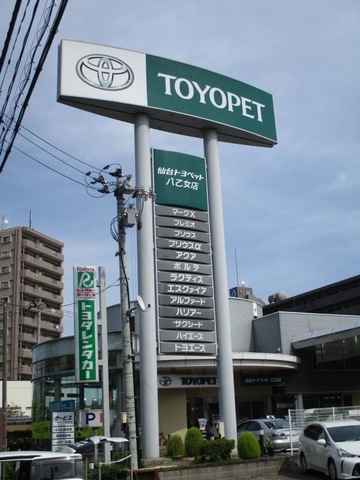 TOYOPET
仙台トヨペット
八乙女店
マークX
プレミオ
プリウス
プリウスα
アクア
ポルテ
ラクティス
エスクァイア
アルファード
ハリアー
サクシード
ハイエース
トヨエース
TOYOTA
トヨタレンタカー
P
TOYOPET